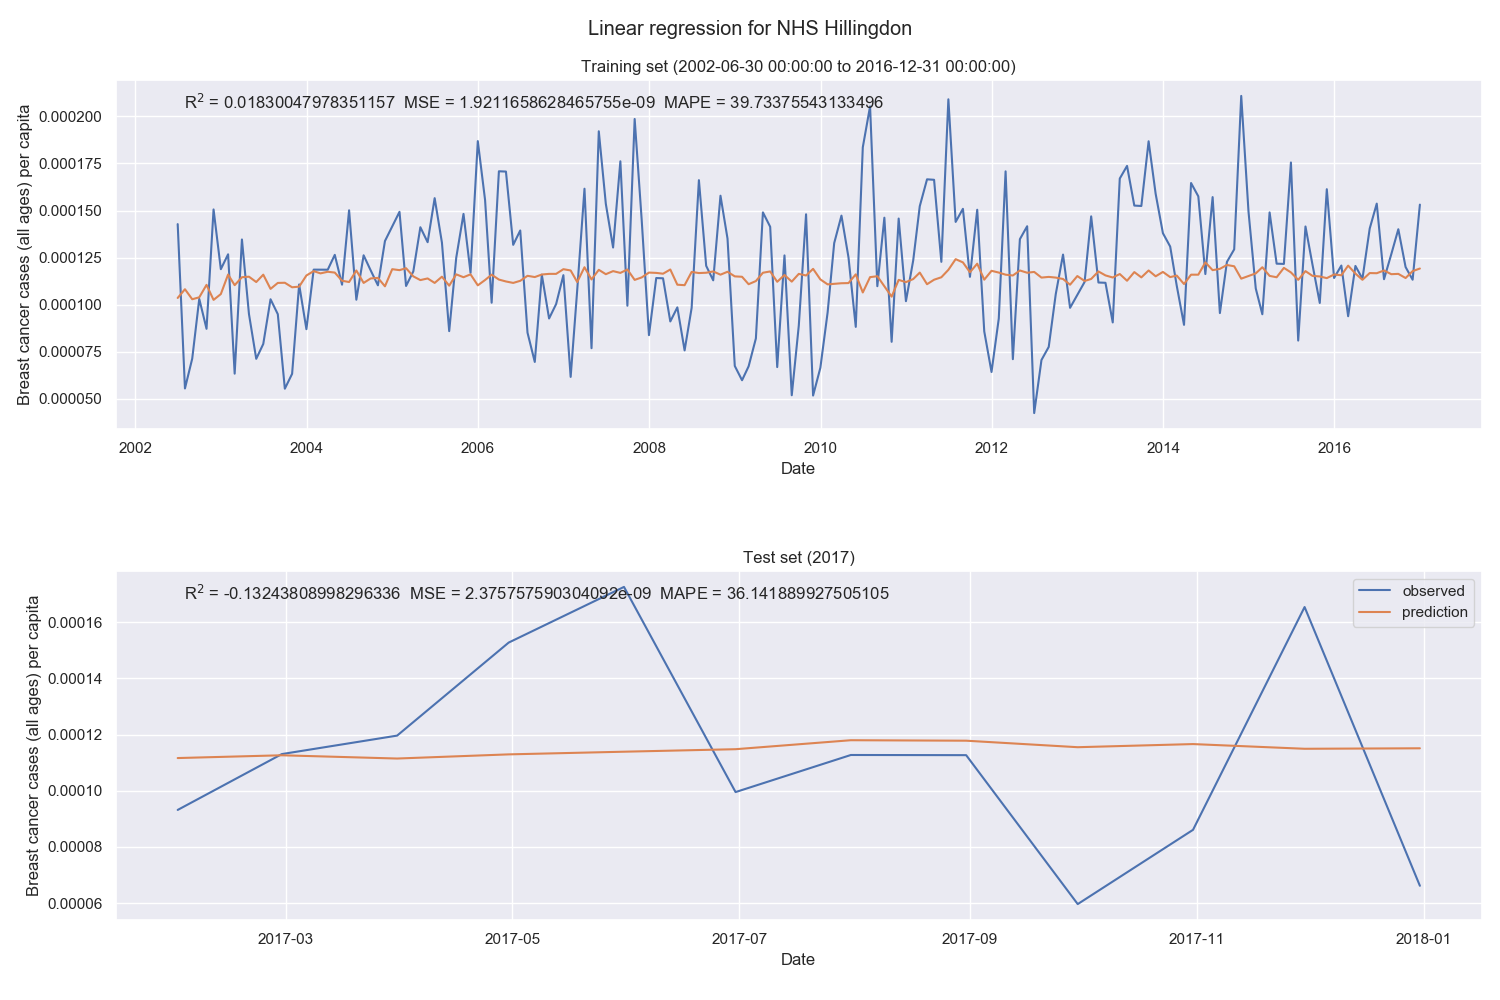 Linear regression for NHS Hillingdon
Training set (2002-06-30 00:00:00 to 2016-12-31 00:00:00)
R² = 0.01830047978351157 MSE = 1.9211658628465755e-09 MAPE = 39.73375543133496
Breast cancer cases (all ages) per capita
0.000200
0.000175
0.000150
0.000125
0.000100
0.000075
0.000050
2002 2004 2006 2008 2010 2012 2014 2016
Date
Test set (2017)
R² = -0.13243808998296336 MSE = 2.375757590304092e-09 MAPE = 36.141889927505105
observed
prediction
Breast cancer cases (all ages) per capita
0.00016
0.00014
0.00012
0.00010
0.00008
0.00006
2017-03 2017-05 2017-07 2017-09 2017-11 2018-01
Date